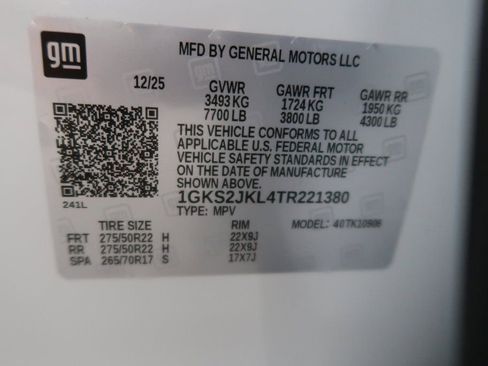 gm
MFD BY GENERAL MOTORS LLC
12/25 GVWR GAWR FRT GAWR RR
3493 KG 1724 KG 1950 KG
7700 LB 3800 LB 4300 LB
THIS VEHICLE CONFORMS TO ALL
APPLICABLE U.S. FEDERAL MOTOR
VEHICLE SAFETY STANDARDS IN EFFECT
ON THE DATE OF MANUFACTURE
SHOWN ABOVE.
241L
1GKS2JKL4TR221380
TYPE: MPV MODEL: 40TK10906
TIRE SIZE RIM
FRT 275/50R22 H 22X9J
RR 275/50R22 H 22X9J
SPA 265/70R17 S 17X7J